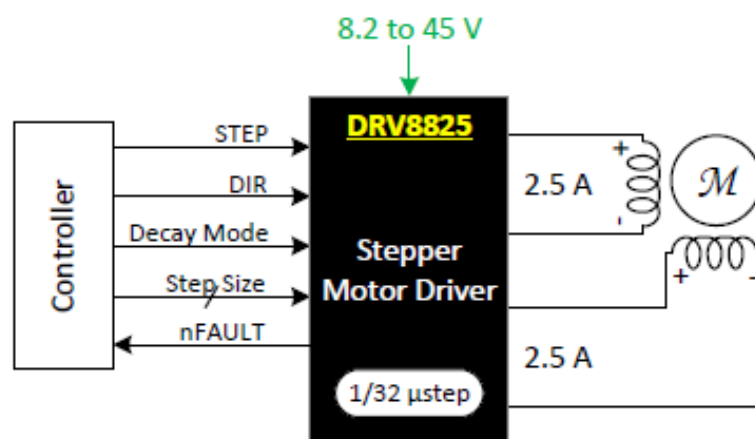 8.2 to 45 V
DRV8825
Stepper
Motor Driver
1/32 µstep
Controller
STEP
DIR
Decay Mode
Step Size
nFAULT
2.5 A
+
-
M
+
-
2.5 A